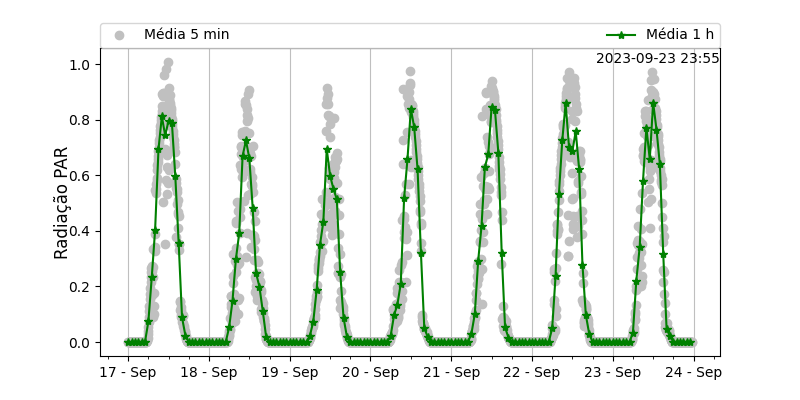 Média 5 min
Média 1 h
2023-09-23 23:55
Radiação PAR
1.0
0.8
0.6
0.4
0.2
0.0
17 - Sep
18 - Sep
19 - Sep
20 - Sep
21 - Sep
22 - Sep
23 - Sep
24 - Sep